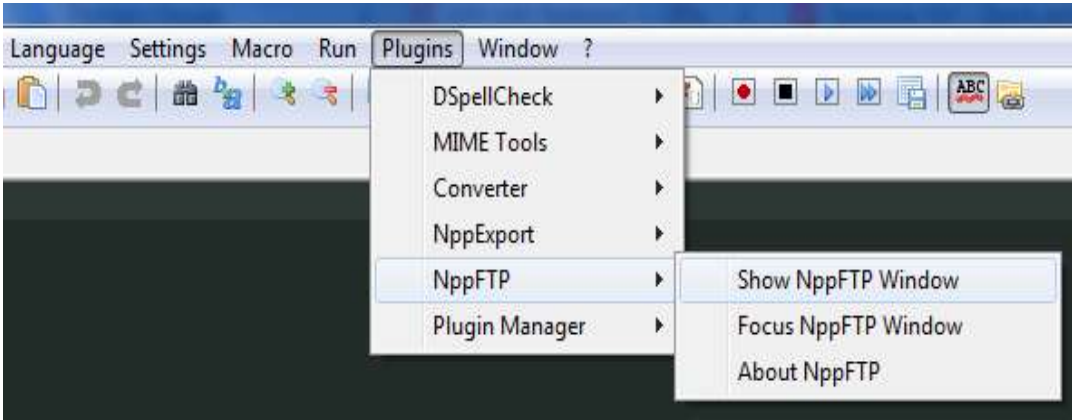 Language Settings Macro Run Plugins Window ?
ABC
DSpellCheck
MIME Tools
Converter
NppExport
NppFTP
Show NppFTP Window
Plugin Manager
Focus NppFTP Window
About NppFTP